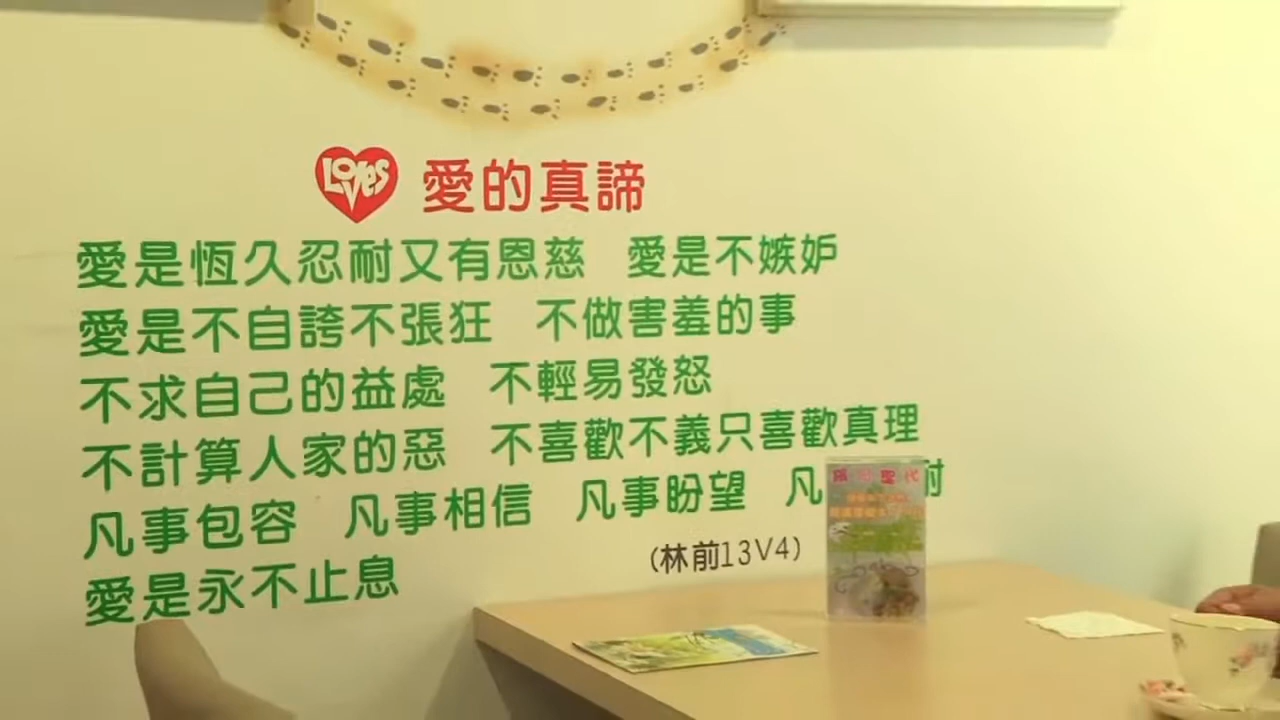 Loves 愛的真諦
愛是恆久忍耐又有恩慈 愛是不嫉妒
愛是不自誇不張狂 不做害羞的事
不求自己的益處 不輕易發怒
不計算人家的惡 不喜歡不義只喜歡真理
凡事包容 凡事相信 凡事盼望 凡 耐
愛是永不止息
(林前13V4)
聖代